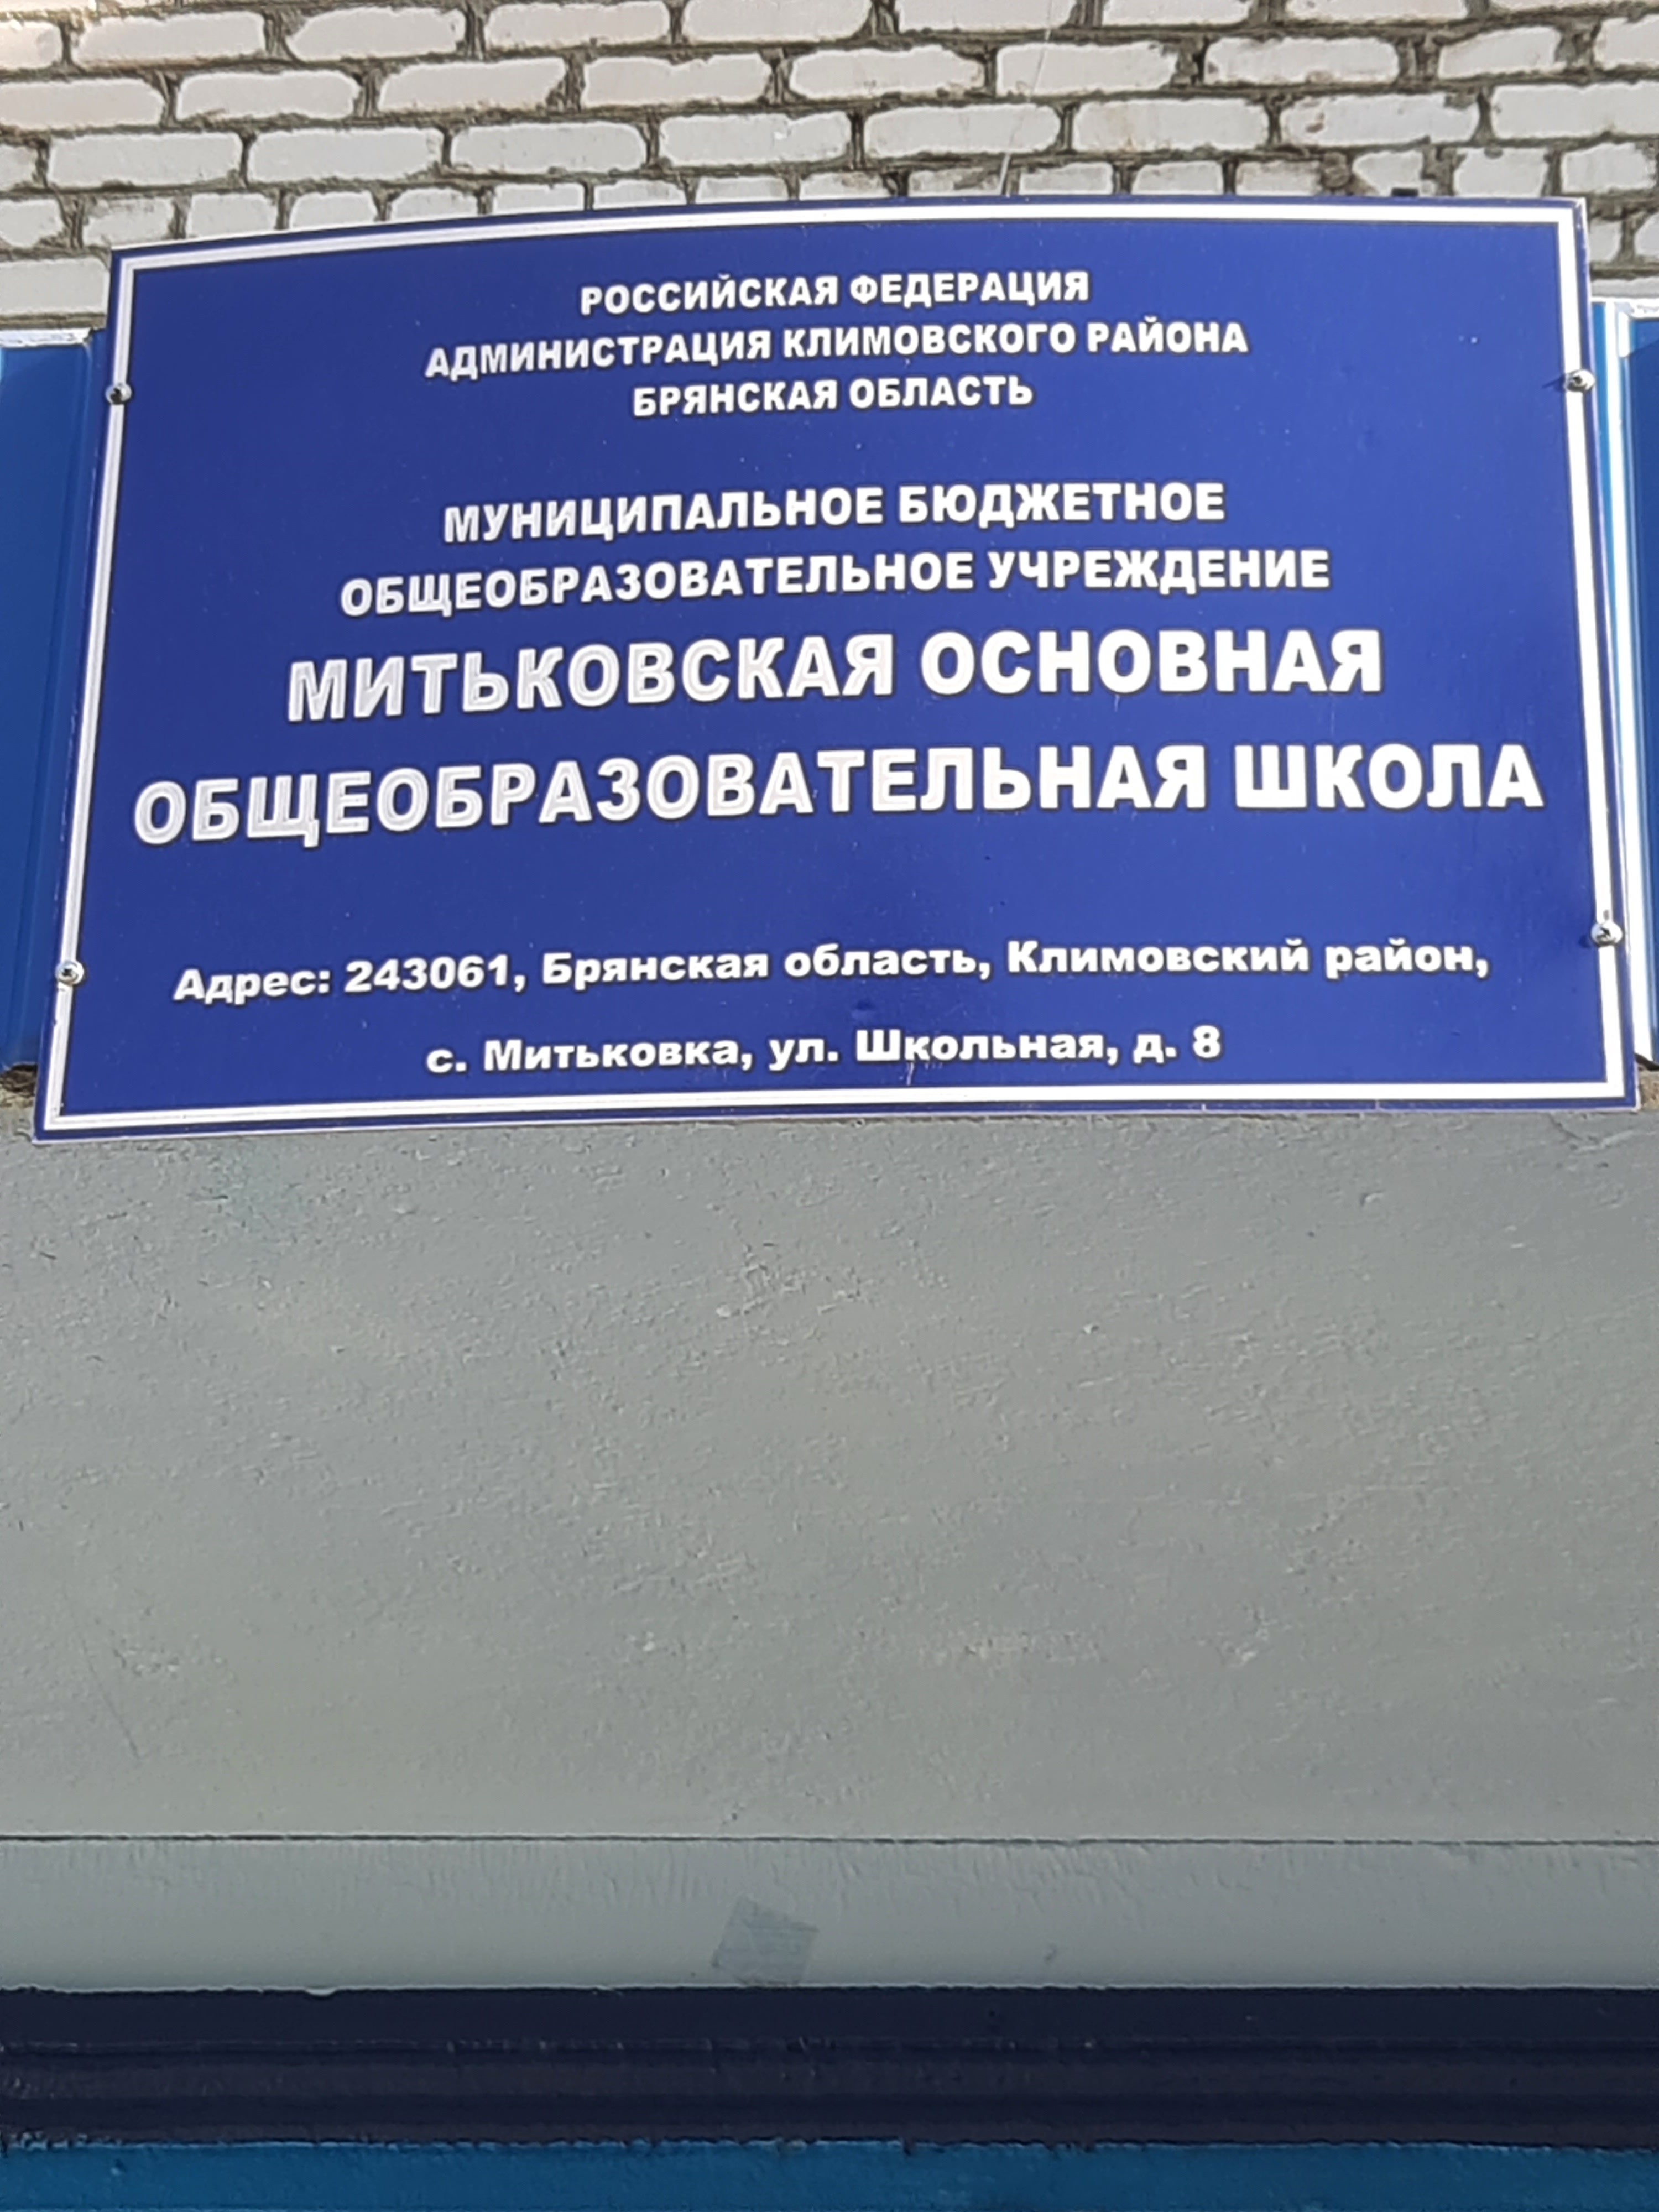 РОССИЙСКАЯ ФЕДЕРАЦИЯ
АДМИНИСТРАЦИЯ КЛИМОВСКОГО РАЙОНА
БРЯНСКАЯ ОБЛАСТЬ
МУНИЦИПАЛЬНОЕ БЮДЖЕТНОЕ
ОБЩЕОБРАЗОВАТЕЛЬНОЕ УЧРЕЖДЕНИЕ
МИТЬКОВСКАЯ ОСНОВНАЯ
ОБЩЕОБРАЗОВАТЕЛЬНАЯ ШКОЛА
Адрес: 243061, Брянская область, Климовский район,
с. Митьковка, ул. Школьная, д. 8